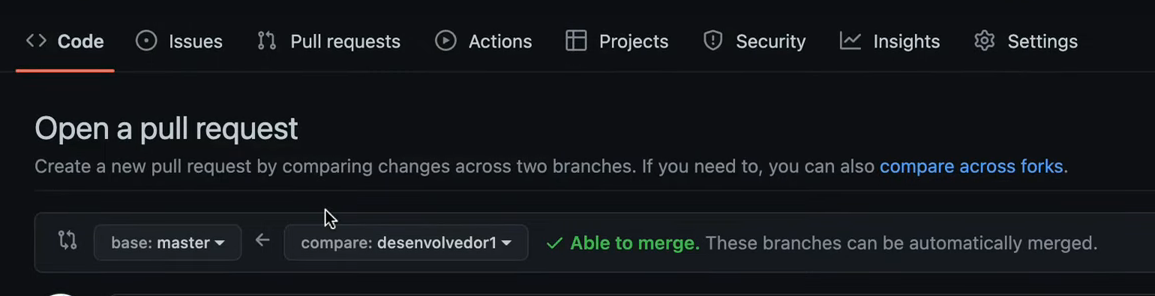 Code Issues Pull requests Actions Projects Security Insights Settings
Open a pull request
Create a new pull request by comparing changes across two branches. If you need to, you can also compare across forks.
base: master compare: desenvolvedor1 Able to merge. These branches can be automatically merged.